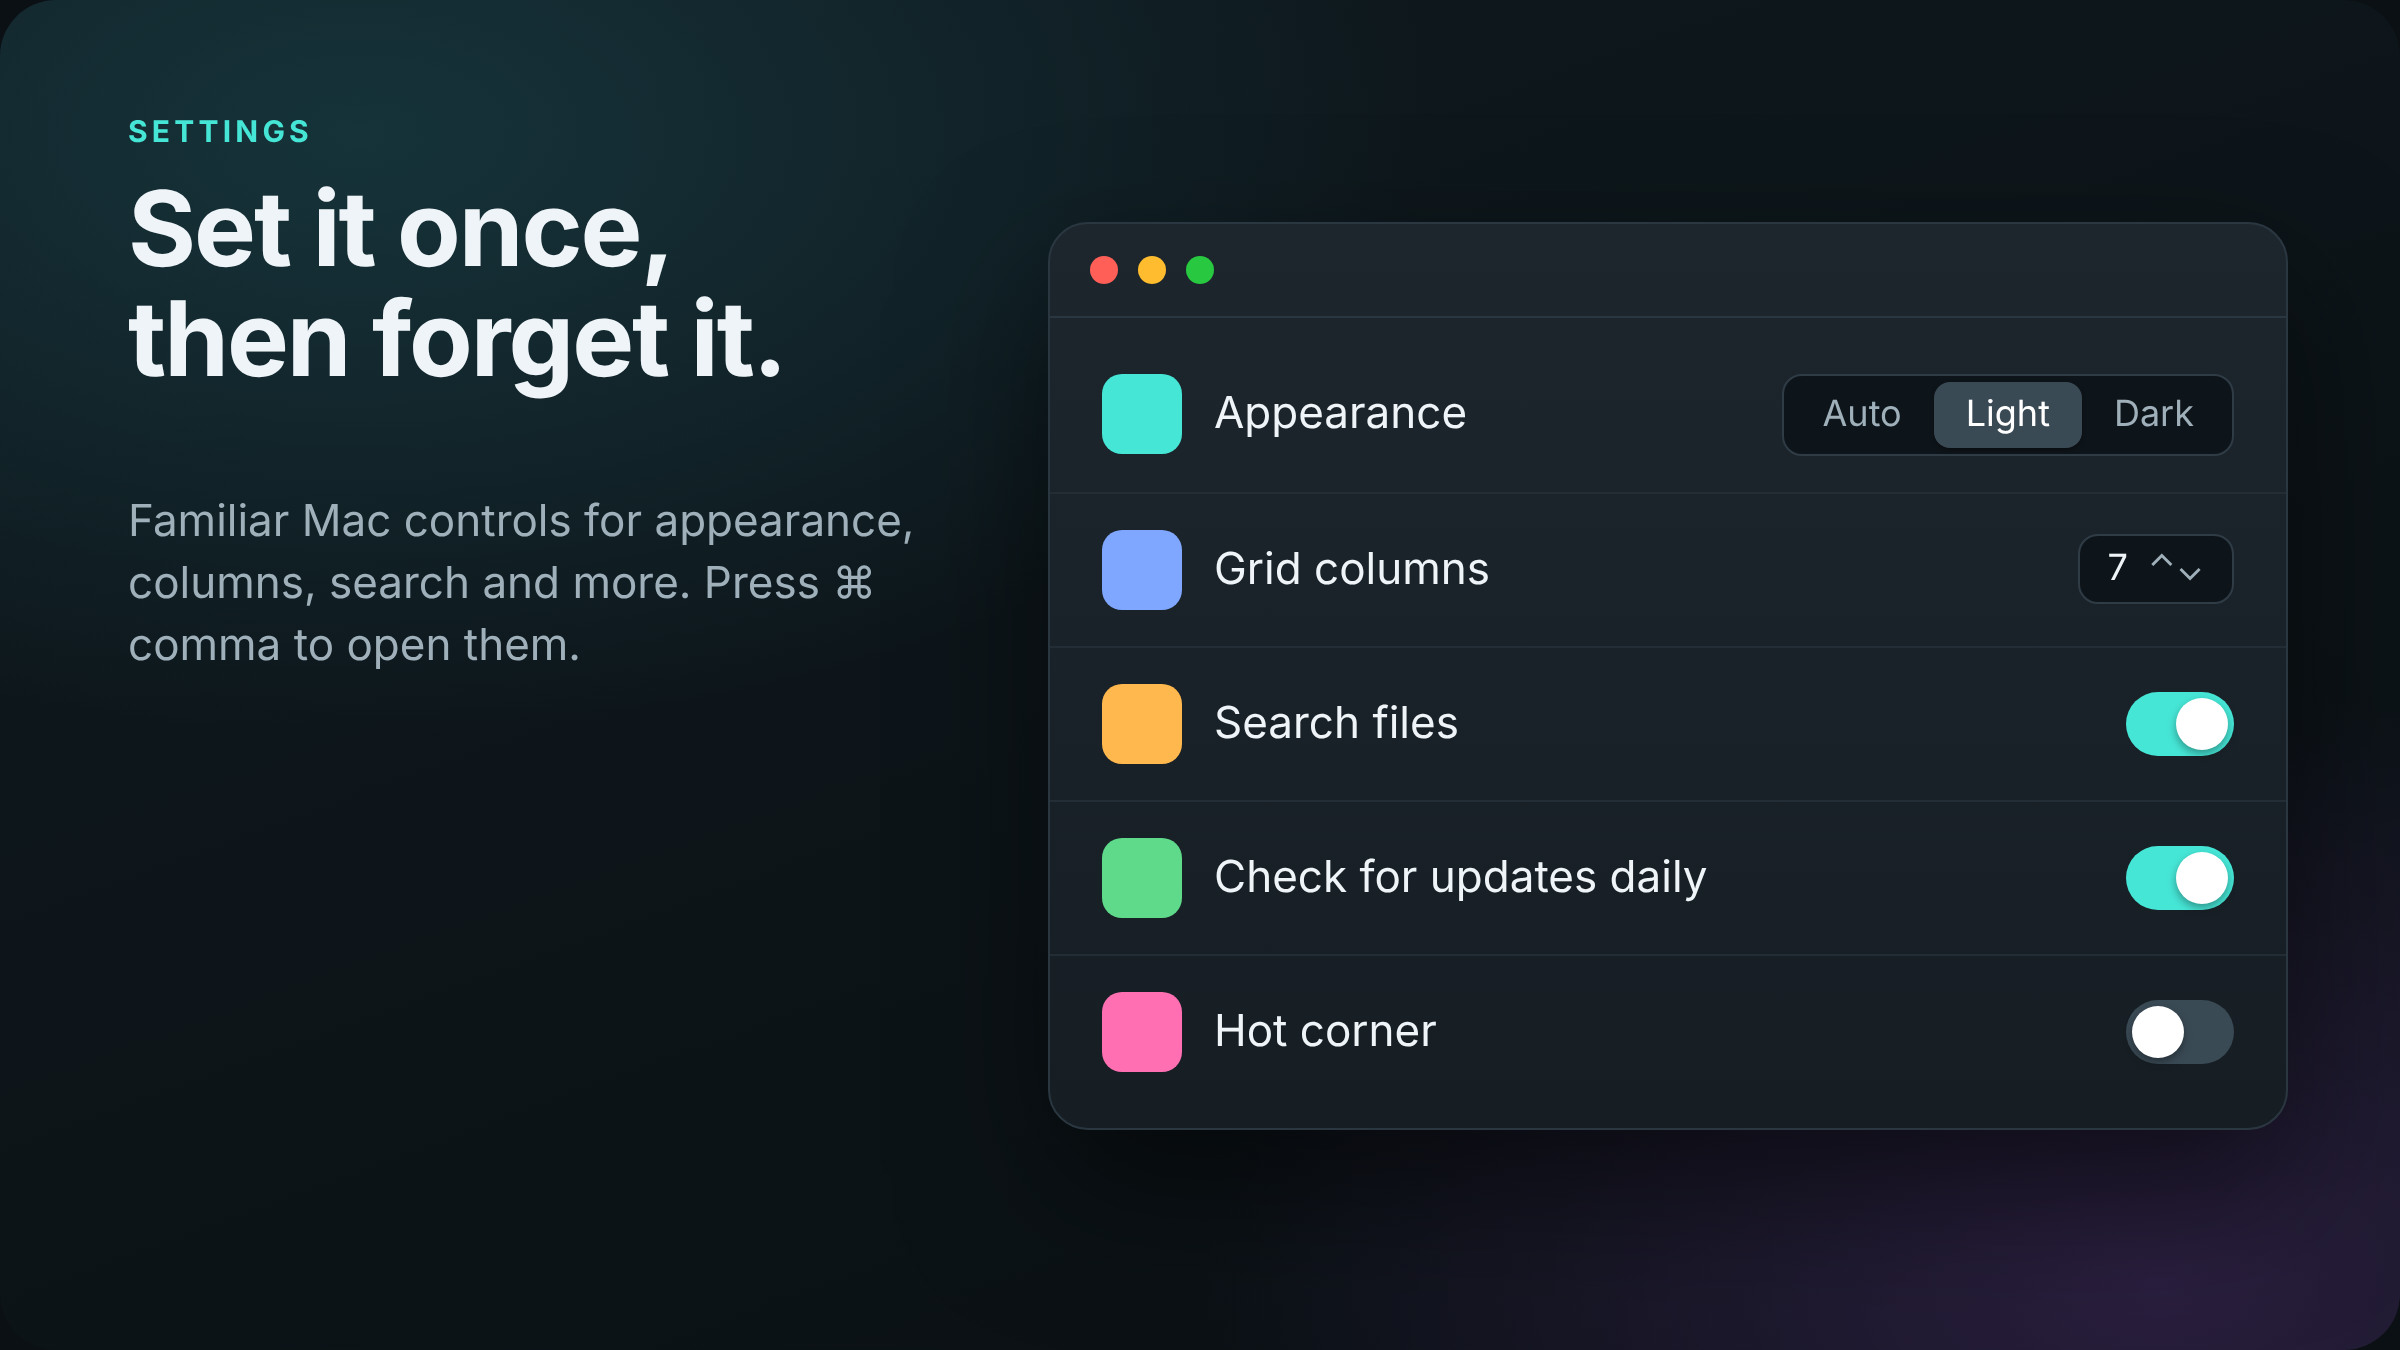 SETTINGS
Set it once,
then forget it.
Familiar Mac controls for appearance,
columns, search and more. Press ⌘
comma to open them.
Appearance
Auto Light Dark
Grid columns
7
Search files
Check for updates daily
Hot corner